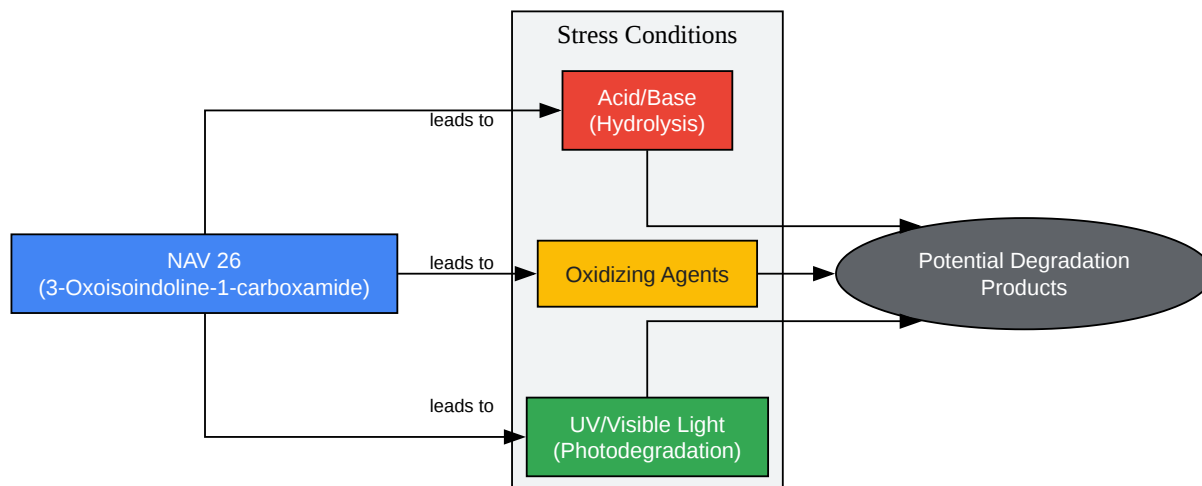 Stress Conditions
Acid/Base
(Hydrolysis)
leads to
NAV 26
(3-Oxoisoindoline-1-carboxamide)
leads to
Oxidizing Agents
Potential Degradation
Products
leads to
UV/Visible Light
(Photodegradation)